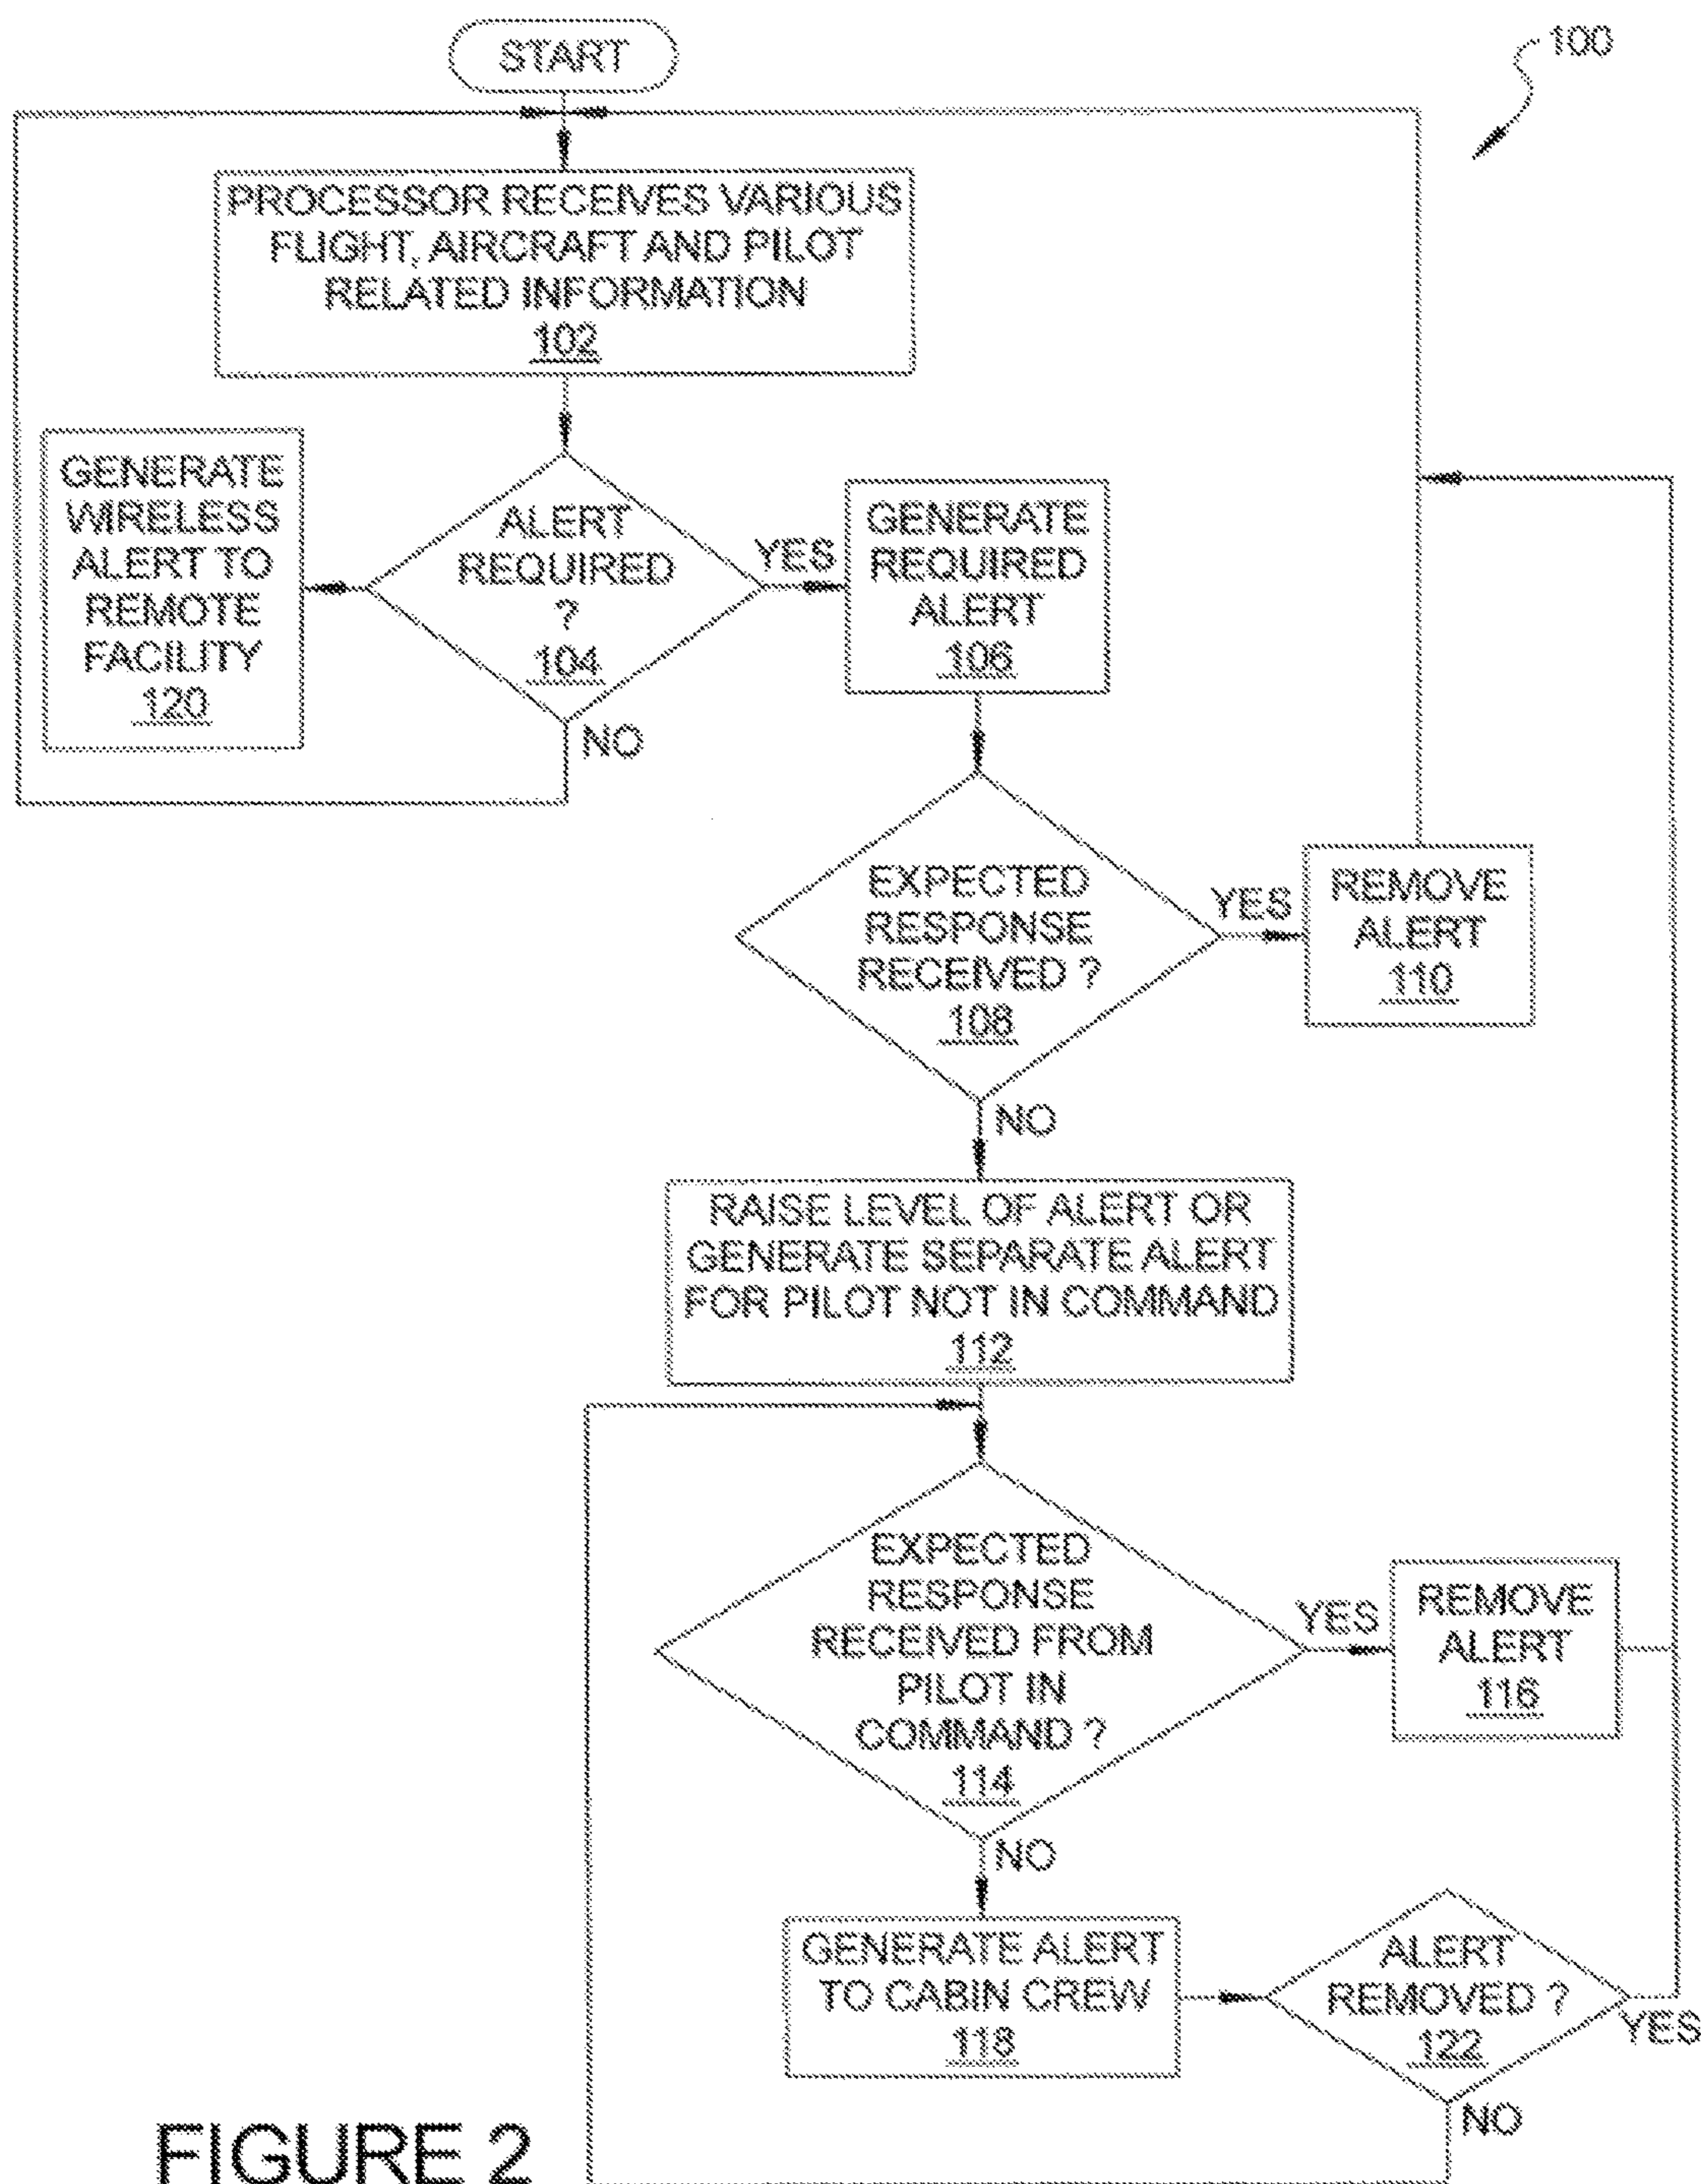 START
100
PROCESSOR RECEIVES VARIOUS
FLIGHT, AIRCRAFT AND PILOT
RELATED INFORMATION
102
GENERATE
WIRELESS
ALERT TO
REMOTE
FACILITY
120
ALERT
REQUIRED
?
104
YES
NO
GENERATE
REQUIRED
ALERT
106
EXPECTED
RESPONSE
RECEIVED ?
108
YES
NO
REMOVE
ALERT
110
RAISE LEVEL OF ALERT OR
GENERATE SEPARATE ALERT
FOR PILOT NOT IN COMMAND
112
EXPECTED
RESPONSE
RECEIVED FROM
PILOT IN
COMMAND ?
114
YES
NO
REMOVE
ALERT
116
GENERATE ALERT
TO CABIN CREW
118
ALERT
REMOVED ?
122
YES
NO
FIGURE 2